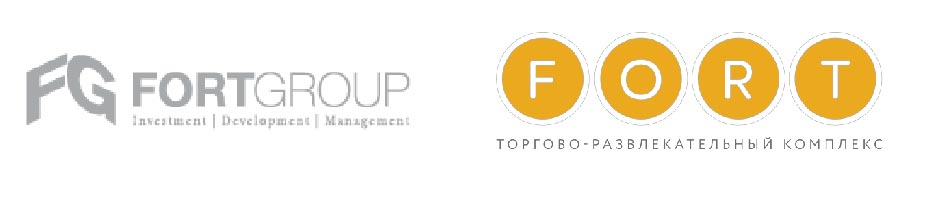 FG FORTGROUP
Investment | Development | Management
F O R T
ТОРГОВО-РАЗВЛЕКАТЕЛЬНЫЙ КОМПЛЕКС